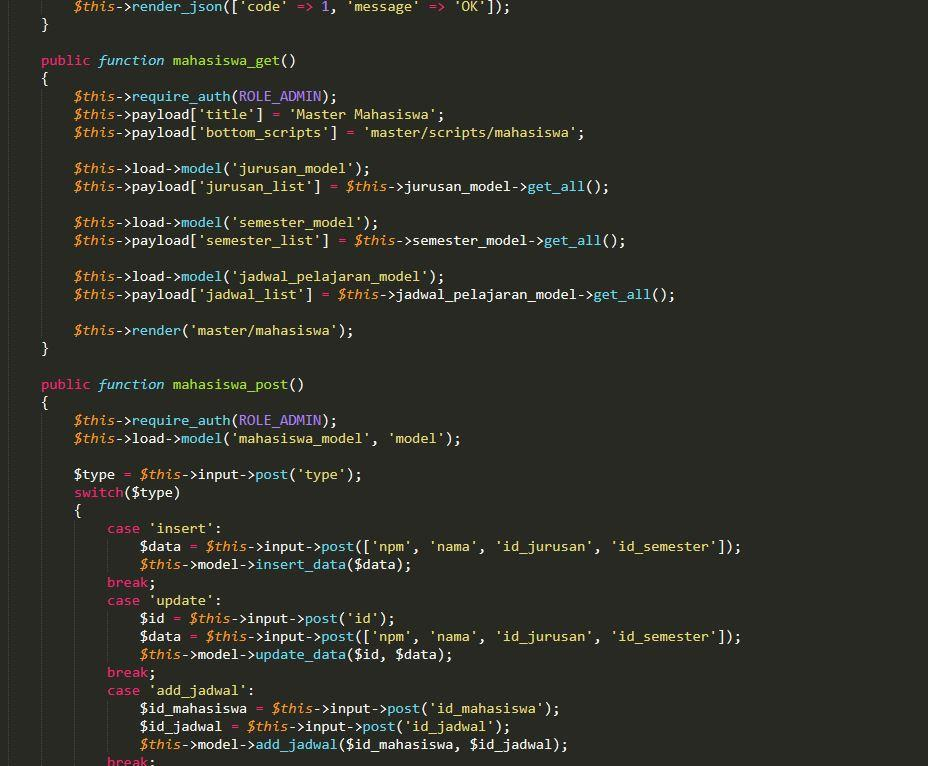 $this->render_json(['code' => 1, 'message' => 'OK']);
}
public function mahasiswa_get()
{
$this->require_auth(ROLE_ADMIN);
$this->payload['title'] = 'Master Mahasiswa';
$this->payload['bottom_scripts'] = 'master/scripts/mahasiswa';
$this->load->model('jurusan_model');
$this->payload['jurusan_list'] = $this->jurusan_model->get_all();
$this->load->model('semester_model');
$this->payload['semester_list'] = $this->semester_model->get_all();
$this->load->model('jadwal_pelajaran_model');
$this->payload['jadwal_list'] = $this->jadwal_pelajaran_model->get_all();
$this->render('master/mahasiswa');
}
public function mahasiswa_post()
{
$this->require_auth(ROLE_ADMIN);
$this->load->model('mahasiswa_model', 'model');
$type = $this->input->post('type');
switch($type)
{
case 'insert':
$data = $this->input->post(['npm', 'nama', 'id_jurusan', 'id_semester']);
$this->model->insert_data($data);
break;
case 'update':
$id = $this->input->post('id');
$data = $this->input->post(['npm', 'nama', 'id_jurusan', 'id_semester']);
$this->model->update_data($id, $data);
break;
case 'add_jadwal':
$id_mahasiswa = $this->input->post('id_mahasiswa');
$id_jadwal = $this->input->post('id_jadwal');
$this->model->add_jadwal($id_mahasiswa, $id_jadwal);
break;